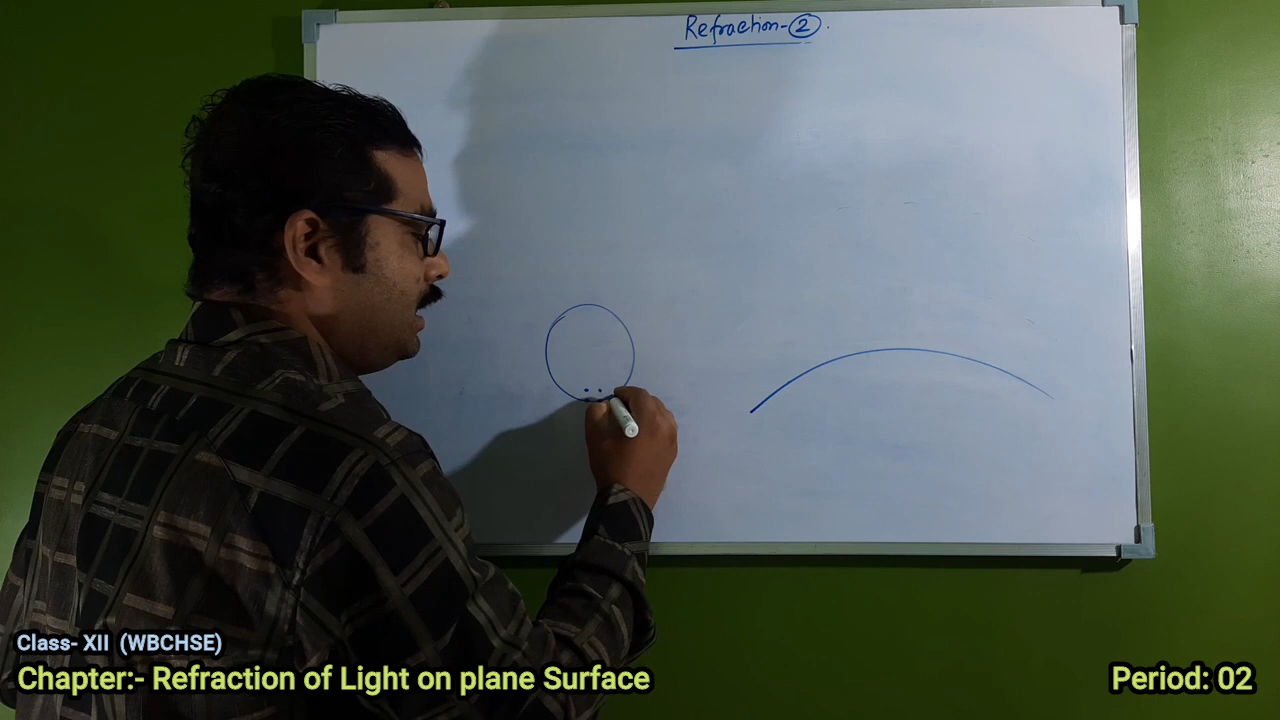 Refraction-②.
Class- XII (WBCHSE)
Chapter:- Refraction of Light on plane Surface
Period: 02